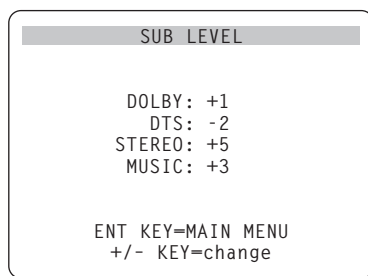 SUB LEVEL
DOLBY: +1
DTS: -2
STEREO: +5
MUSIC: +3
ENT KEY=MAIN MENU
+/- KEY=change